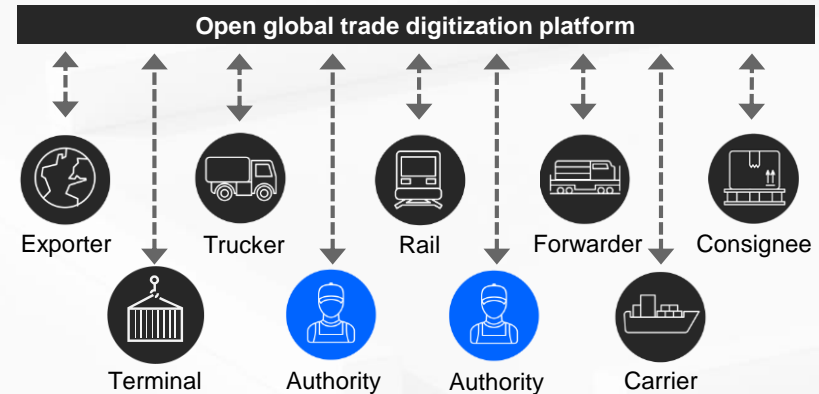 Open global trade digitization platform
Exporter
Trucker
Rail
Forwarder
Consignee
Terminal
Authority
Authority
Carrier